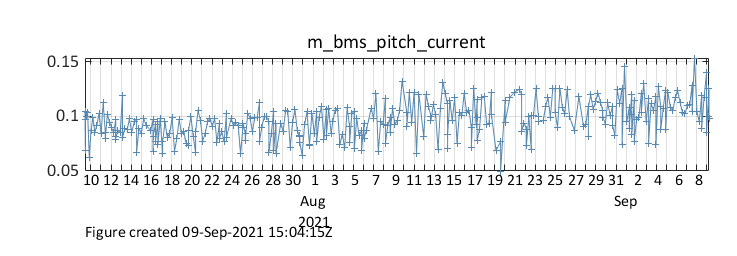 m_bms_pitch_current
0.15
0.1
0.05
10 12 14 16 18 20 22 24 26 28 30 1 3 5 7 9 11 13 15 17 19 21 23 25 27 29 31 2 4 6 8
Aug Sep
2021
Figure created 09-Sep-2021 15:04:15Z